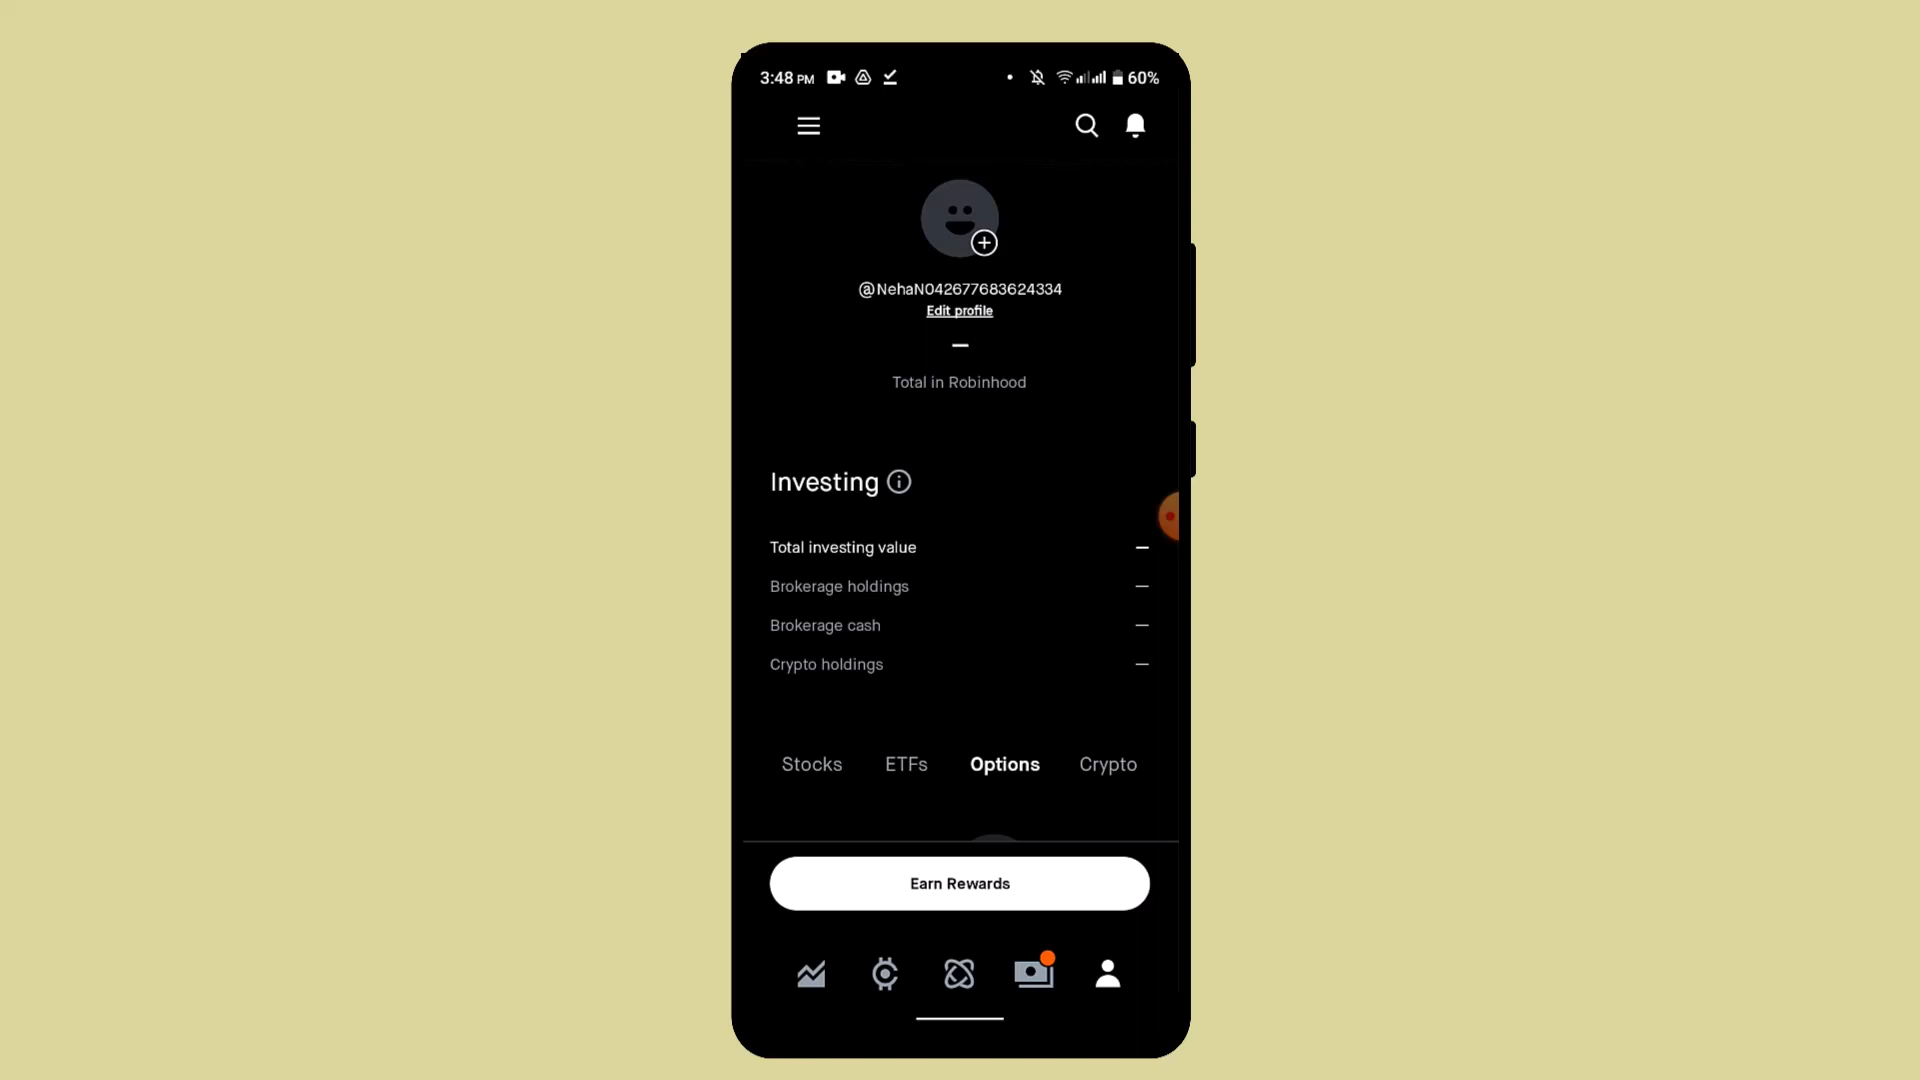 3:48 PM 60%
@NehaN042677683624334
Edit profile
—
Total in Robinhood
Investing
Total investing value —
Brokerage holdings —
Brokerage cash —
Crypto holdings —
Stocks ETFs Options Crypto
Earn Rewards